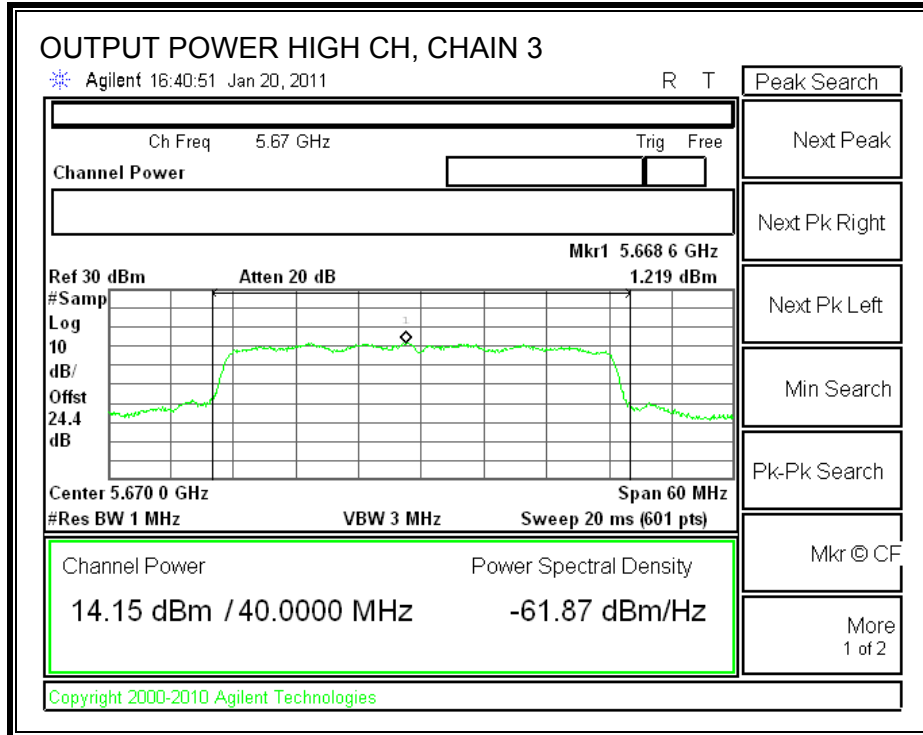 OUTPUT POWER HIGH CH, CHAIN 3
Agilent 16:40:51 Jan 20, 2011 R T
Peak Search
Ch Freq 5.67 GHz Trig Free
Channel Power
Next Peak
Next Pk Right
Mkr1 5.668 6 GHz
Ref 30 dBm Atten 20 dB 1.219 dBm
#Samp
Log
10
dB/
Offst
24.4
dB
1
Next Pk Left
Min Search
Pk-Pk Search
Center 5.670 0 GHz Span 60 MHz
#Res BW 1 MHz VBW 3 MHz Sweep 20 ms (601 pts)
Channel Power Power Spectral Density
14.15 dBm / 40.0000 MHz -61.87 dBm/Hz
Mkr © CF
More
1 of 2
Copyright 2000-2010 Agilent Technologies